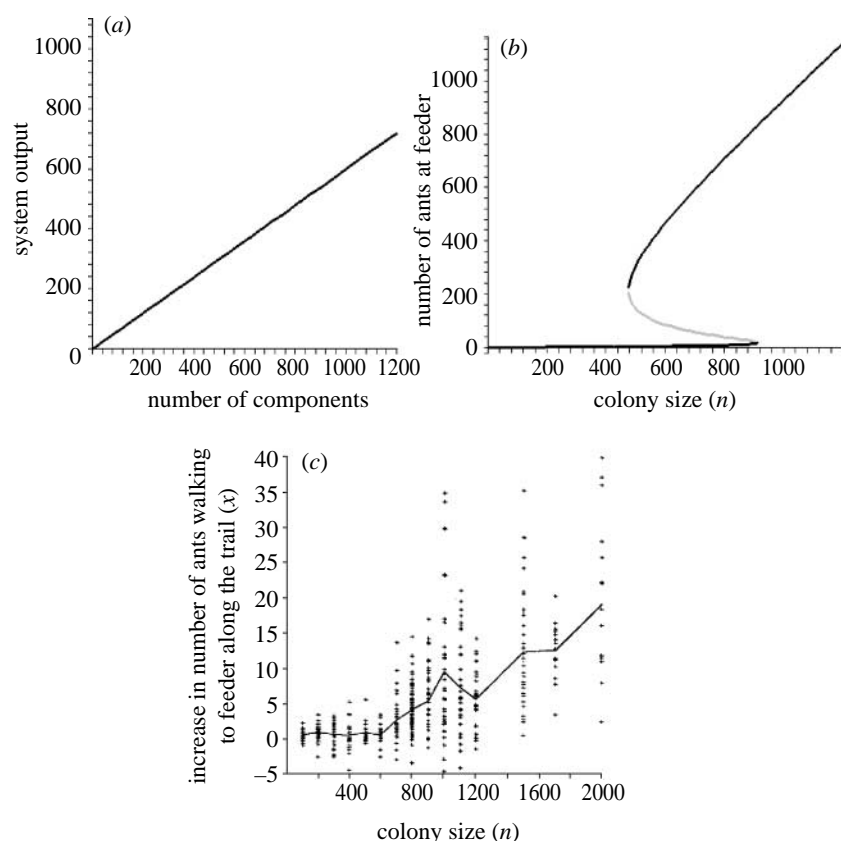 (a)
1000
800
600
400
200
0
system output
200 400 600 800 1000 1200
number of components
(b)
1000
800
600
400
200
0
number of ants at feeder
200 400 600 800 1000
colony size (n)
(c)
40
35
30
25
20
15
10
5
0
–5
increase in number of ants walking
to feeder along the trail (x)
400 800 1200 1600 2000
colony size (n)